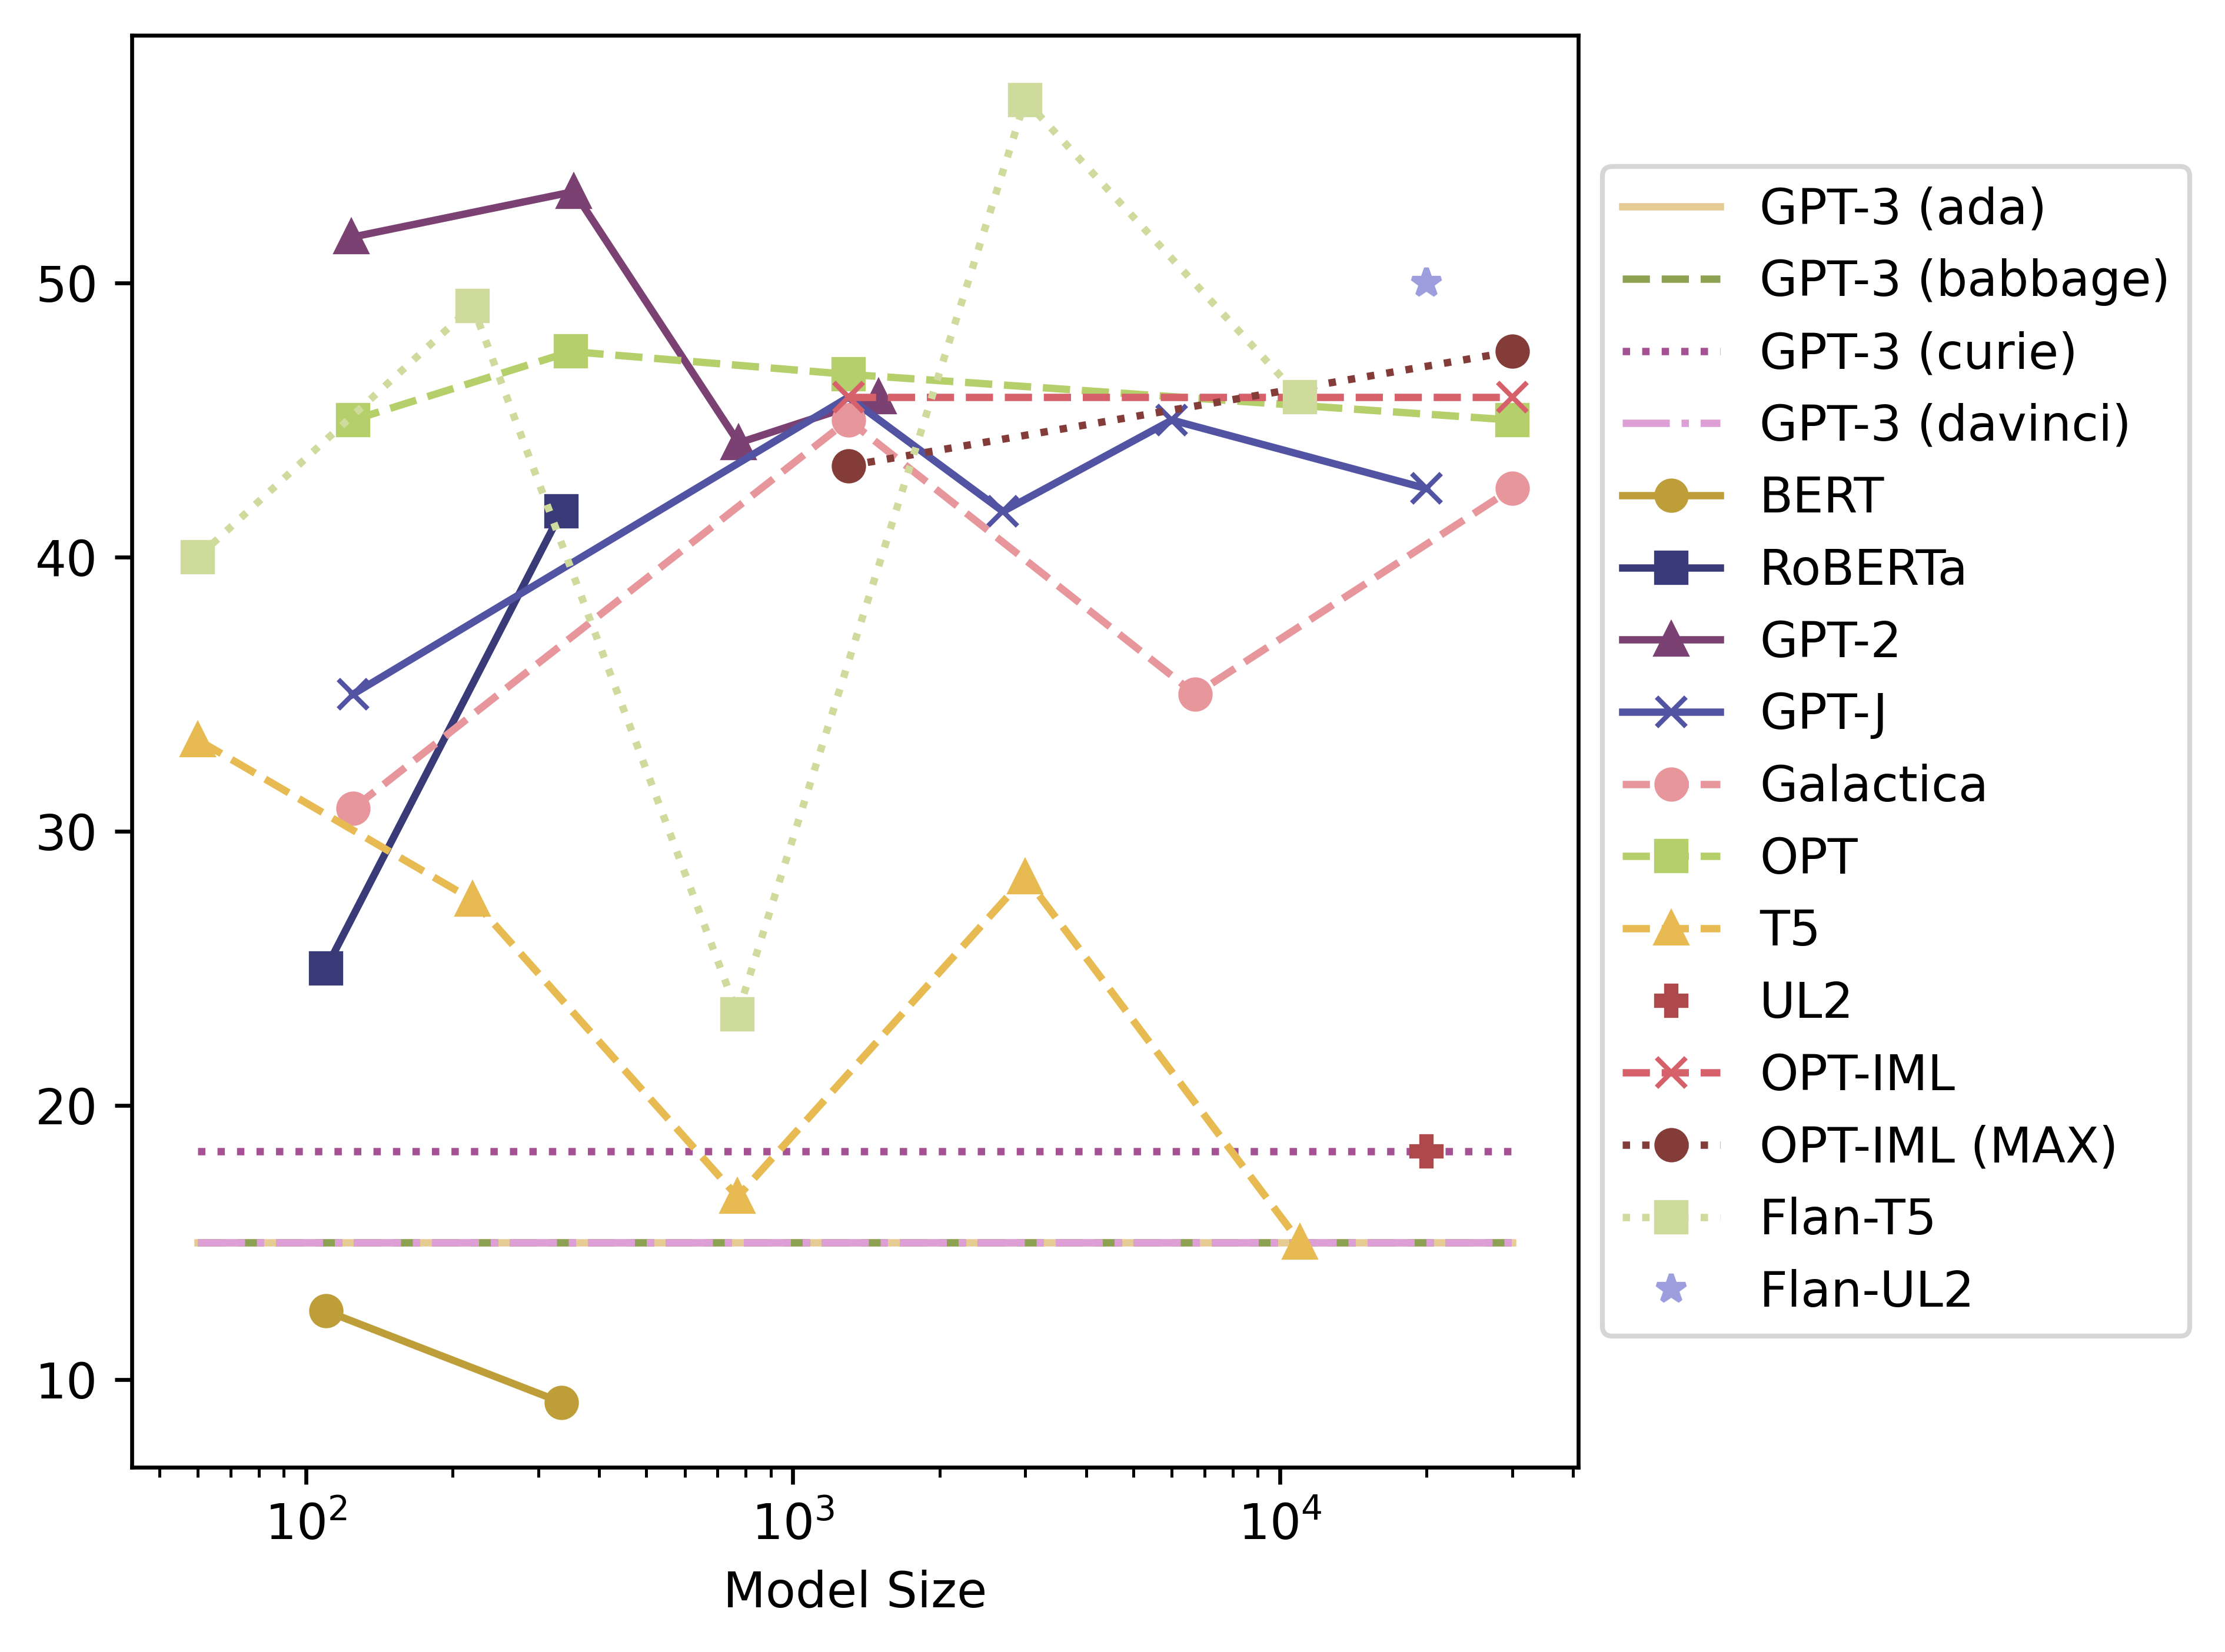 50
40
30
20
10
10²
10³
10⁴
Model Size
GPT-3 (ada)
GPT-3 (babbage)
GPT-3 (curie)
GPT-3 (davinci)
BERT
RoBERTa
GPT-2
GPT-J
Galactica
OPT
T5
UL2
OPT-IML
OPT-IML (MAX)
Flan-T5
Flan-UL2